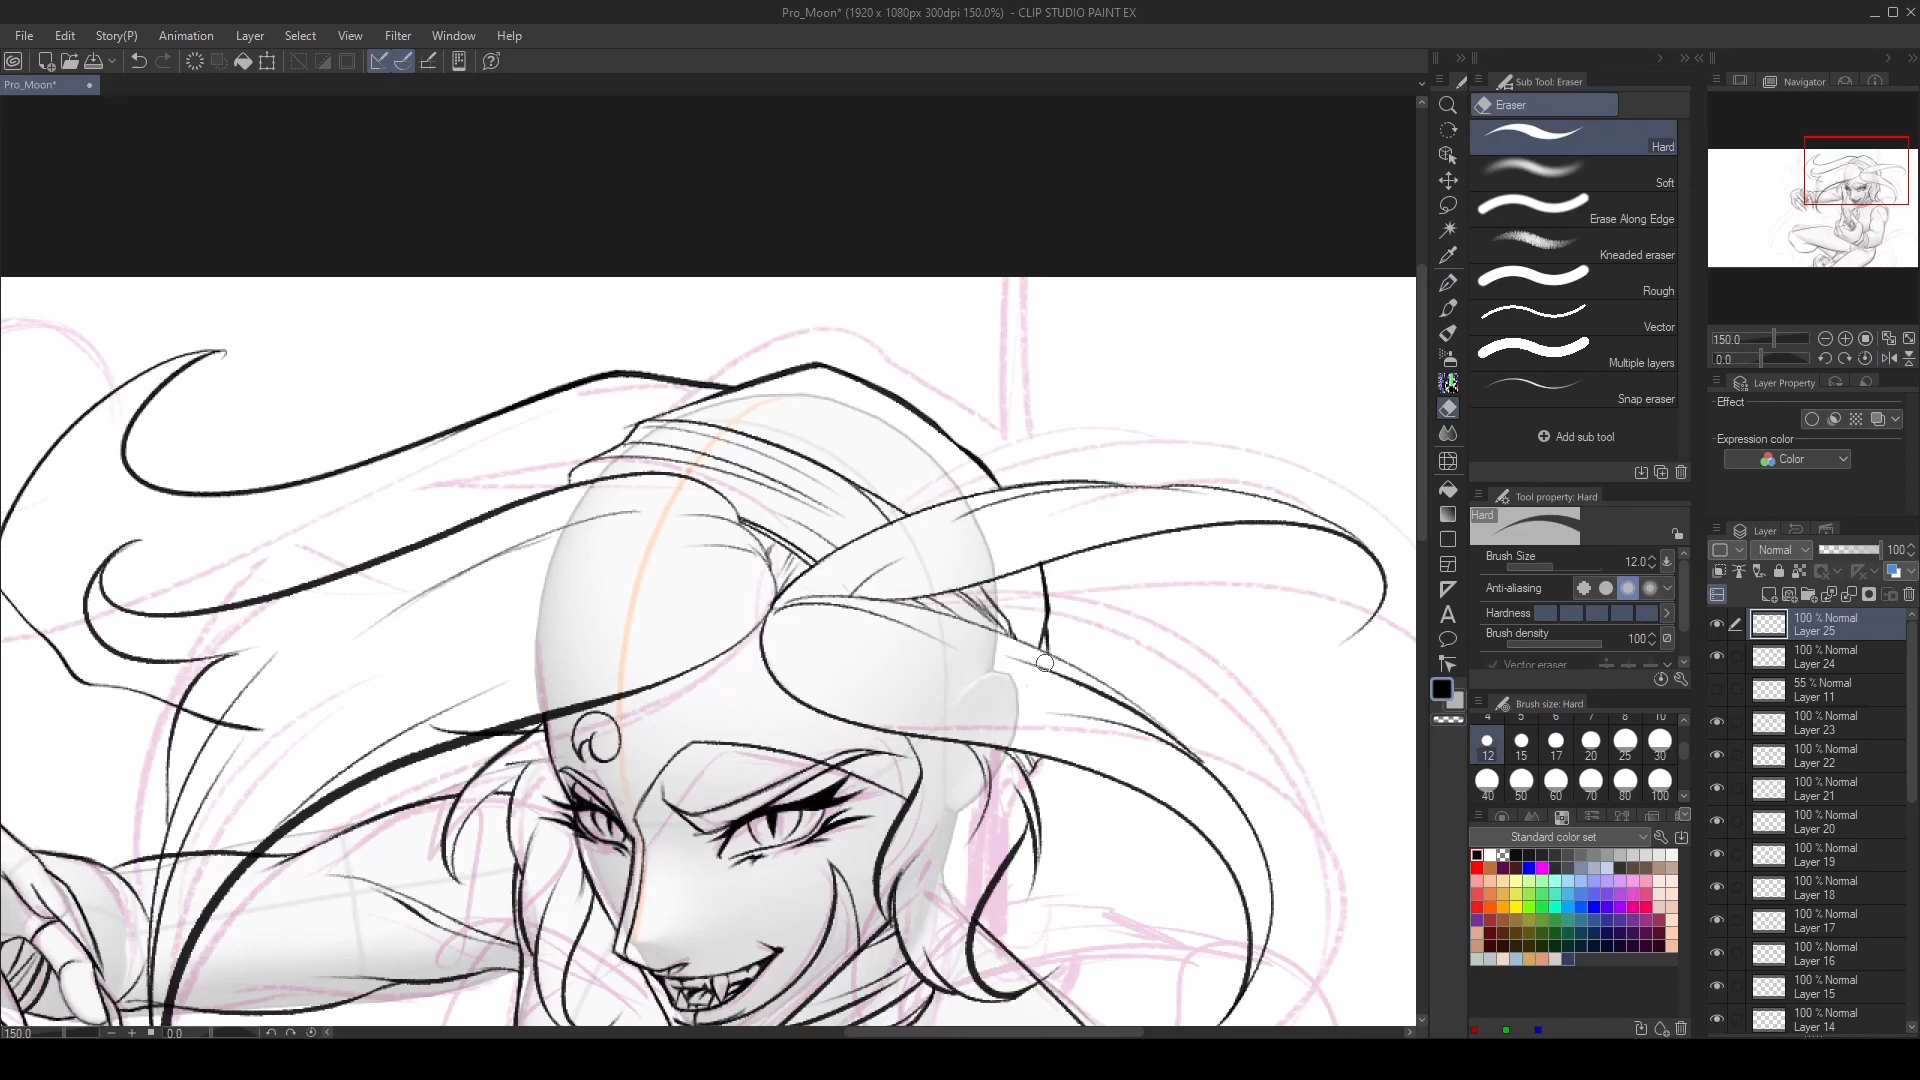 Pro_Moon* (1920 x 1080px 300dpi 150.0%) - CLIP STUDIO PAINT EX
File Edit Story(P) Animation Layer Select View Filter Window Help
Pro_Moon*
Sub Tool: Eraser
Eraser
Hard
Soft
Erase Along Edge
Kneaded eraser
Rough
Vector
Multiple layers
Snap eraser
Add sub tool
Tool property: Hard
Hard
Brush Size 12.0
Anti-aliasing
Hardness
Brush density 100
Vector eraser
Brush size: Hard
4 5 6 7 8 10
12 15 17 20 25 30
40 50 60 70 80 100
Standard color set
Navigator
150.0
0.0
Layer Property
Effect
Expression color
Color
Layer
Normal 100
100 % Normal
Layer 25
100 % Normal
Layer 24
55 % Normal
Layer 11
100 % Normal
Layer 23
100 % Normal
Layer 22
100 % Normal
Layer 21
100 % Normal
Layer 20
100 % Normal
Layer 19
100 % Normal
Layer 18
100 % Normal
Layer 17
100 % Normal
Layer 16
100 % Normal
Layer 15
100 % Normal
Layer 14
150.0 0.0